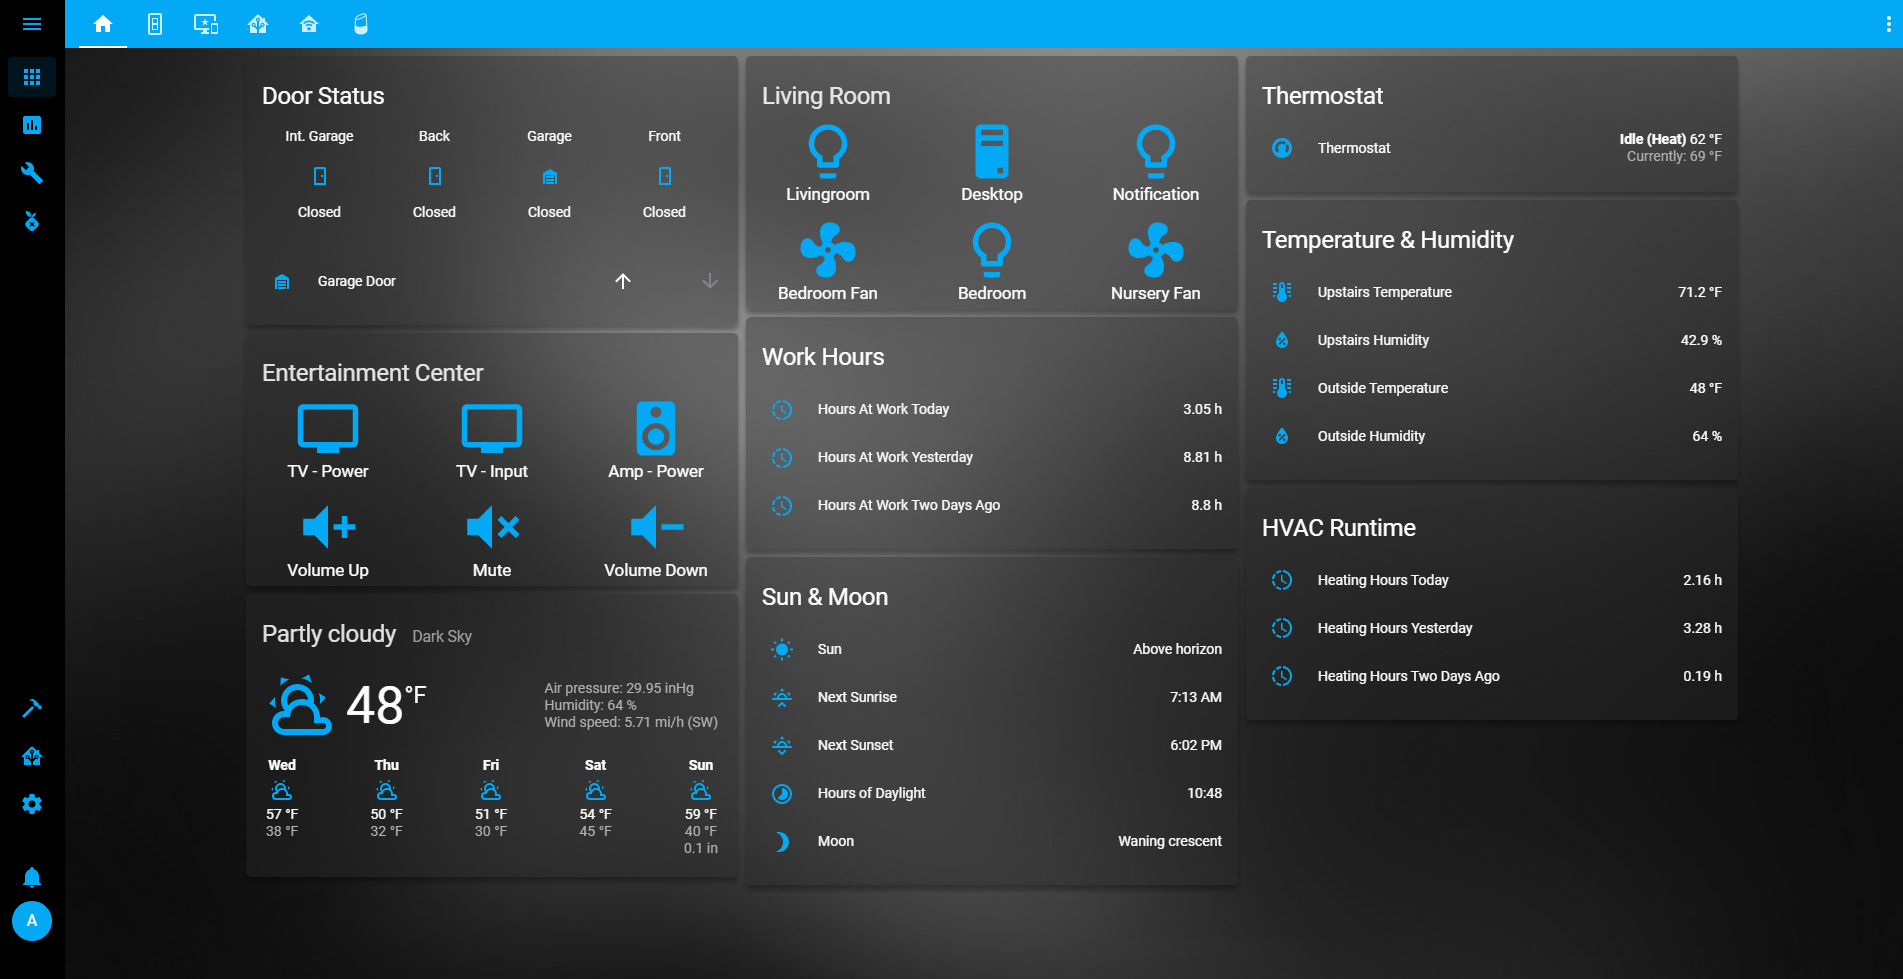 Door Status
Int. Garage Back Garage Front
Closed Closed Closed Closed
Garage Door
Entertainment Center
TV - Power TV - Input Amp - Power
Volume Up Mute Volume Down
Partly cloudy Dark Sky
48 °F
Air pressure: 29.95 inHg
Humidity: 64 %
Wind speed: 5.71 mi/h (SW)
Wed Thu Fri Sat Sun
57 °F 50 °F 51 °F 54 °F 59 °F
38 °F 32 °F 30 °F 45 °F 40 °F
0.1 in
Living Room
Livingroom Desktop Notification
Bedroom Fan Bedroom Nursery Fan
Work Hours
Hours At Work Today 3.05 h
Hours At Work Yesterday 8.81 h
Hours At Work Two Days Ago 8.8 h
Sun & Moon
Sun Above horizon
Next Sunrise 7:13 AM
Next Sunset 6:02 PM
Hours of Daylight 10:48
Moon Waning crescent
Thermostat
Thermostat Idle (Heat) 62 °F
Currently: 69 °F
Temperature & Humidity
Upstairs Temperature 71.2 °F
Upstairs Humidity 42.9 %
Outside Temperature 48 °F
Outside Humidity 64 %
HVAC Runtime
Heating Hours Today 2.16 h
Heating Hours Yesterday 3.28 h
Heating Hours Two Days Ago 0.19 h
A